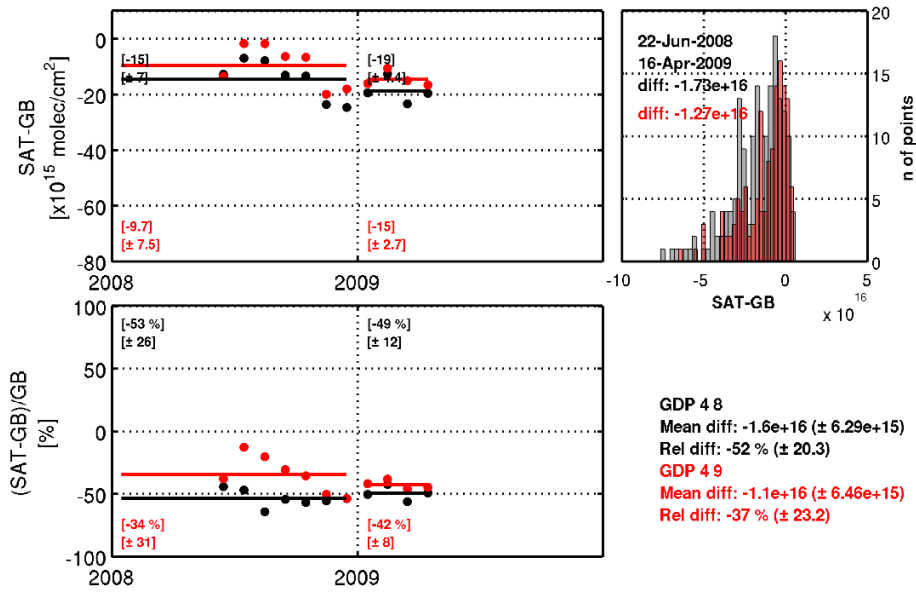 0
-20
-40
-60
-80
SAT-GB
[x10^15 molec/cm^2]
[-15]
[± 7]
[-19]
[± 4.4]
[-9.7]
[± 7.5]
[-15]
[± 2.7]
2008
2009
22-Jun-2008
16-Apr-2009
diff: -1.73e+16
diff: -1.27e+16
20
15
10
5
0
n of points
-10
-5
0
5
SAT-GB
x 10^16
100
50
0
-50
-100
(SAT-GB)/GB
[%]
[-53 %]
[± 26]
[-49 %]
[± 12]
[-34 %]
[± 31]
[-42 %]
[± 8]
2008
2009
GDP 4 8
Mean diff: -1.6e+16 (± 6.29e+15)
Rel diff: -52 % (± 20.3)
GDP 4 9
Mean diff: -1.1e+16 (± 6.46e+15)
Rel diff: -37 % (± 23.2)